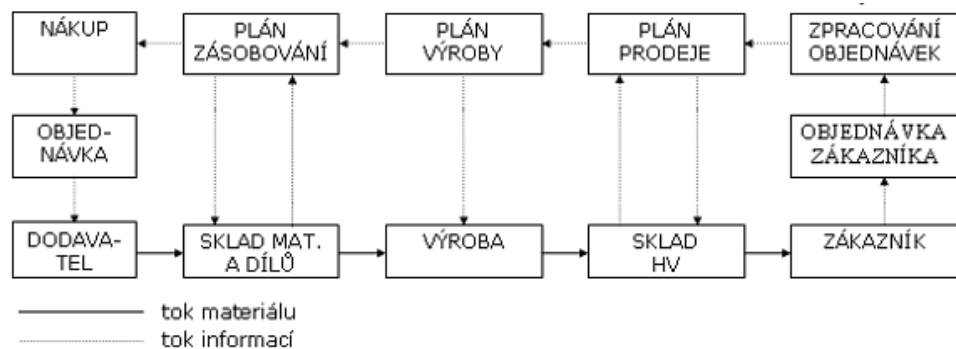 NÁKUP
PLÁN
ZÁSOBOVÁNÍ
PLÁN
VÝROBY
PLÁN
PRODEJE
ZPRACOVÁNÍ
OBJEDNÁVEK
OBJED-
NÁVKA
OBJEDNÁVKA
ZÁKAZNÍKA
DODAVA-
TEL
SKLAD MAT.
A DÍLŮ
VÝROBA
SKLAD
HV
ZÁKAZNÍK
tok materiálu
tok informací